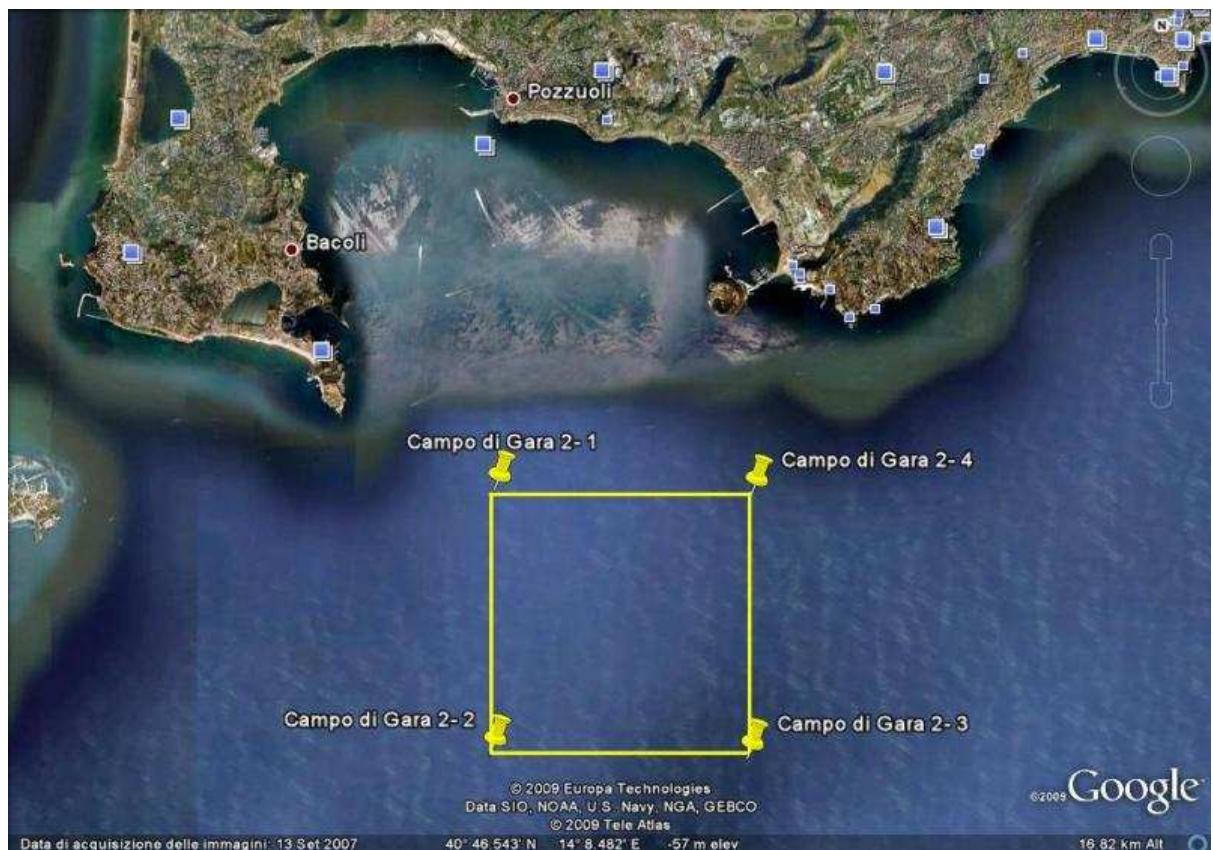 N
Pozzuoli
Bacoli
Campo di Gara 2- 1
Campo di Gara 2- 4
Campo di Gara 2- 2
Campo di Gara 2- 3
© 2009 Europa Technologies
Data SIO, NOAA, U.S. Navy, NGA, GEBCO
© 2009 Tele Atlas
©2009 Google
Data di acquisizione delle immagini: 13 Set 2007 40° 46.543' N 14° 8.482' E -57 m elev 16.82 km Alt